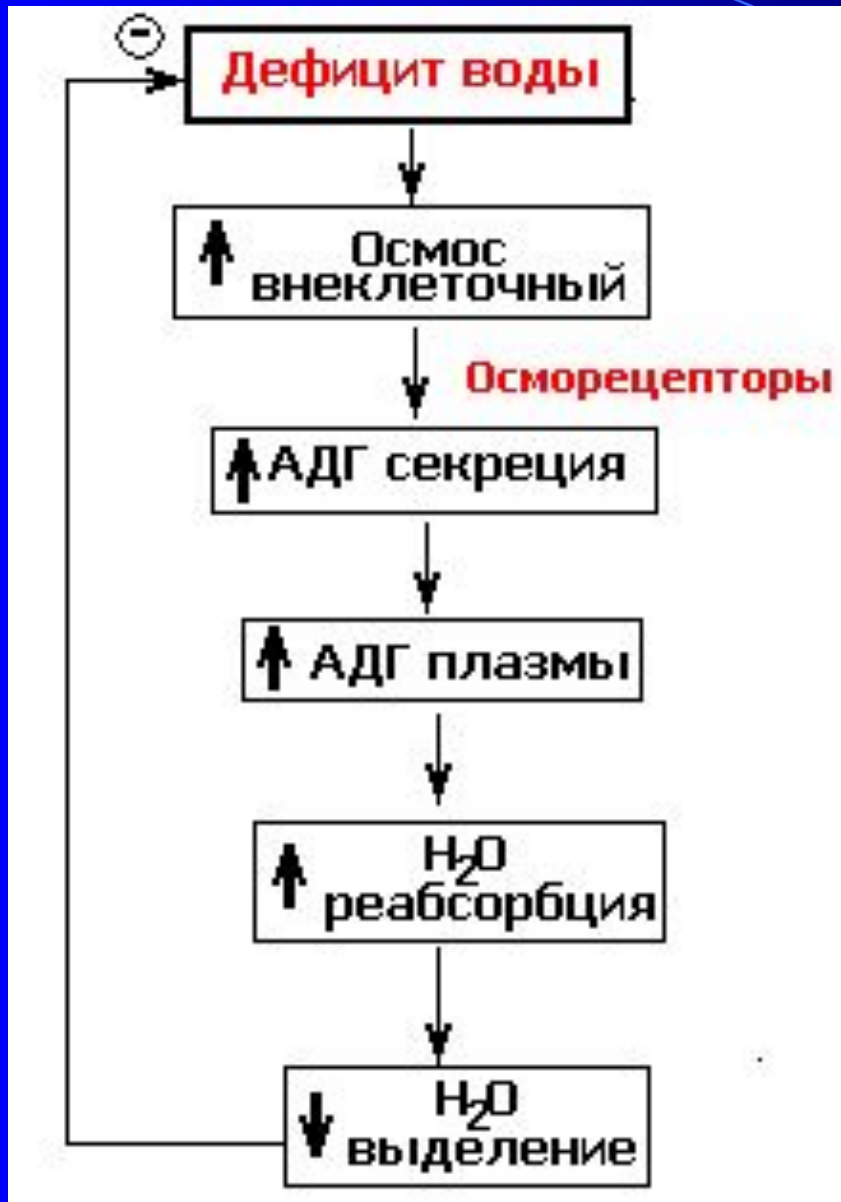 Дефицит воды
Осмос
внеклеточный
Осморецепторы
АДГ секреция
АДГ плазмы
H₂O
реабсорбция
H₂O
выделение